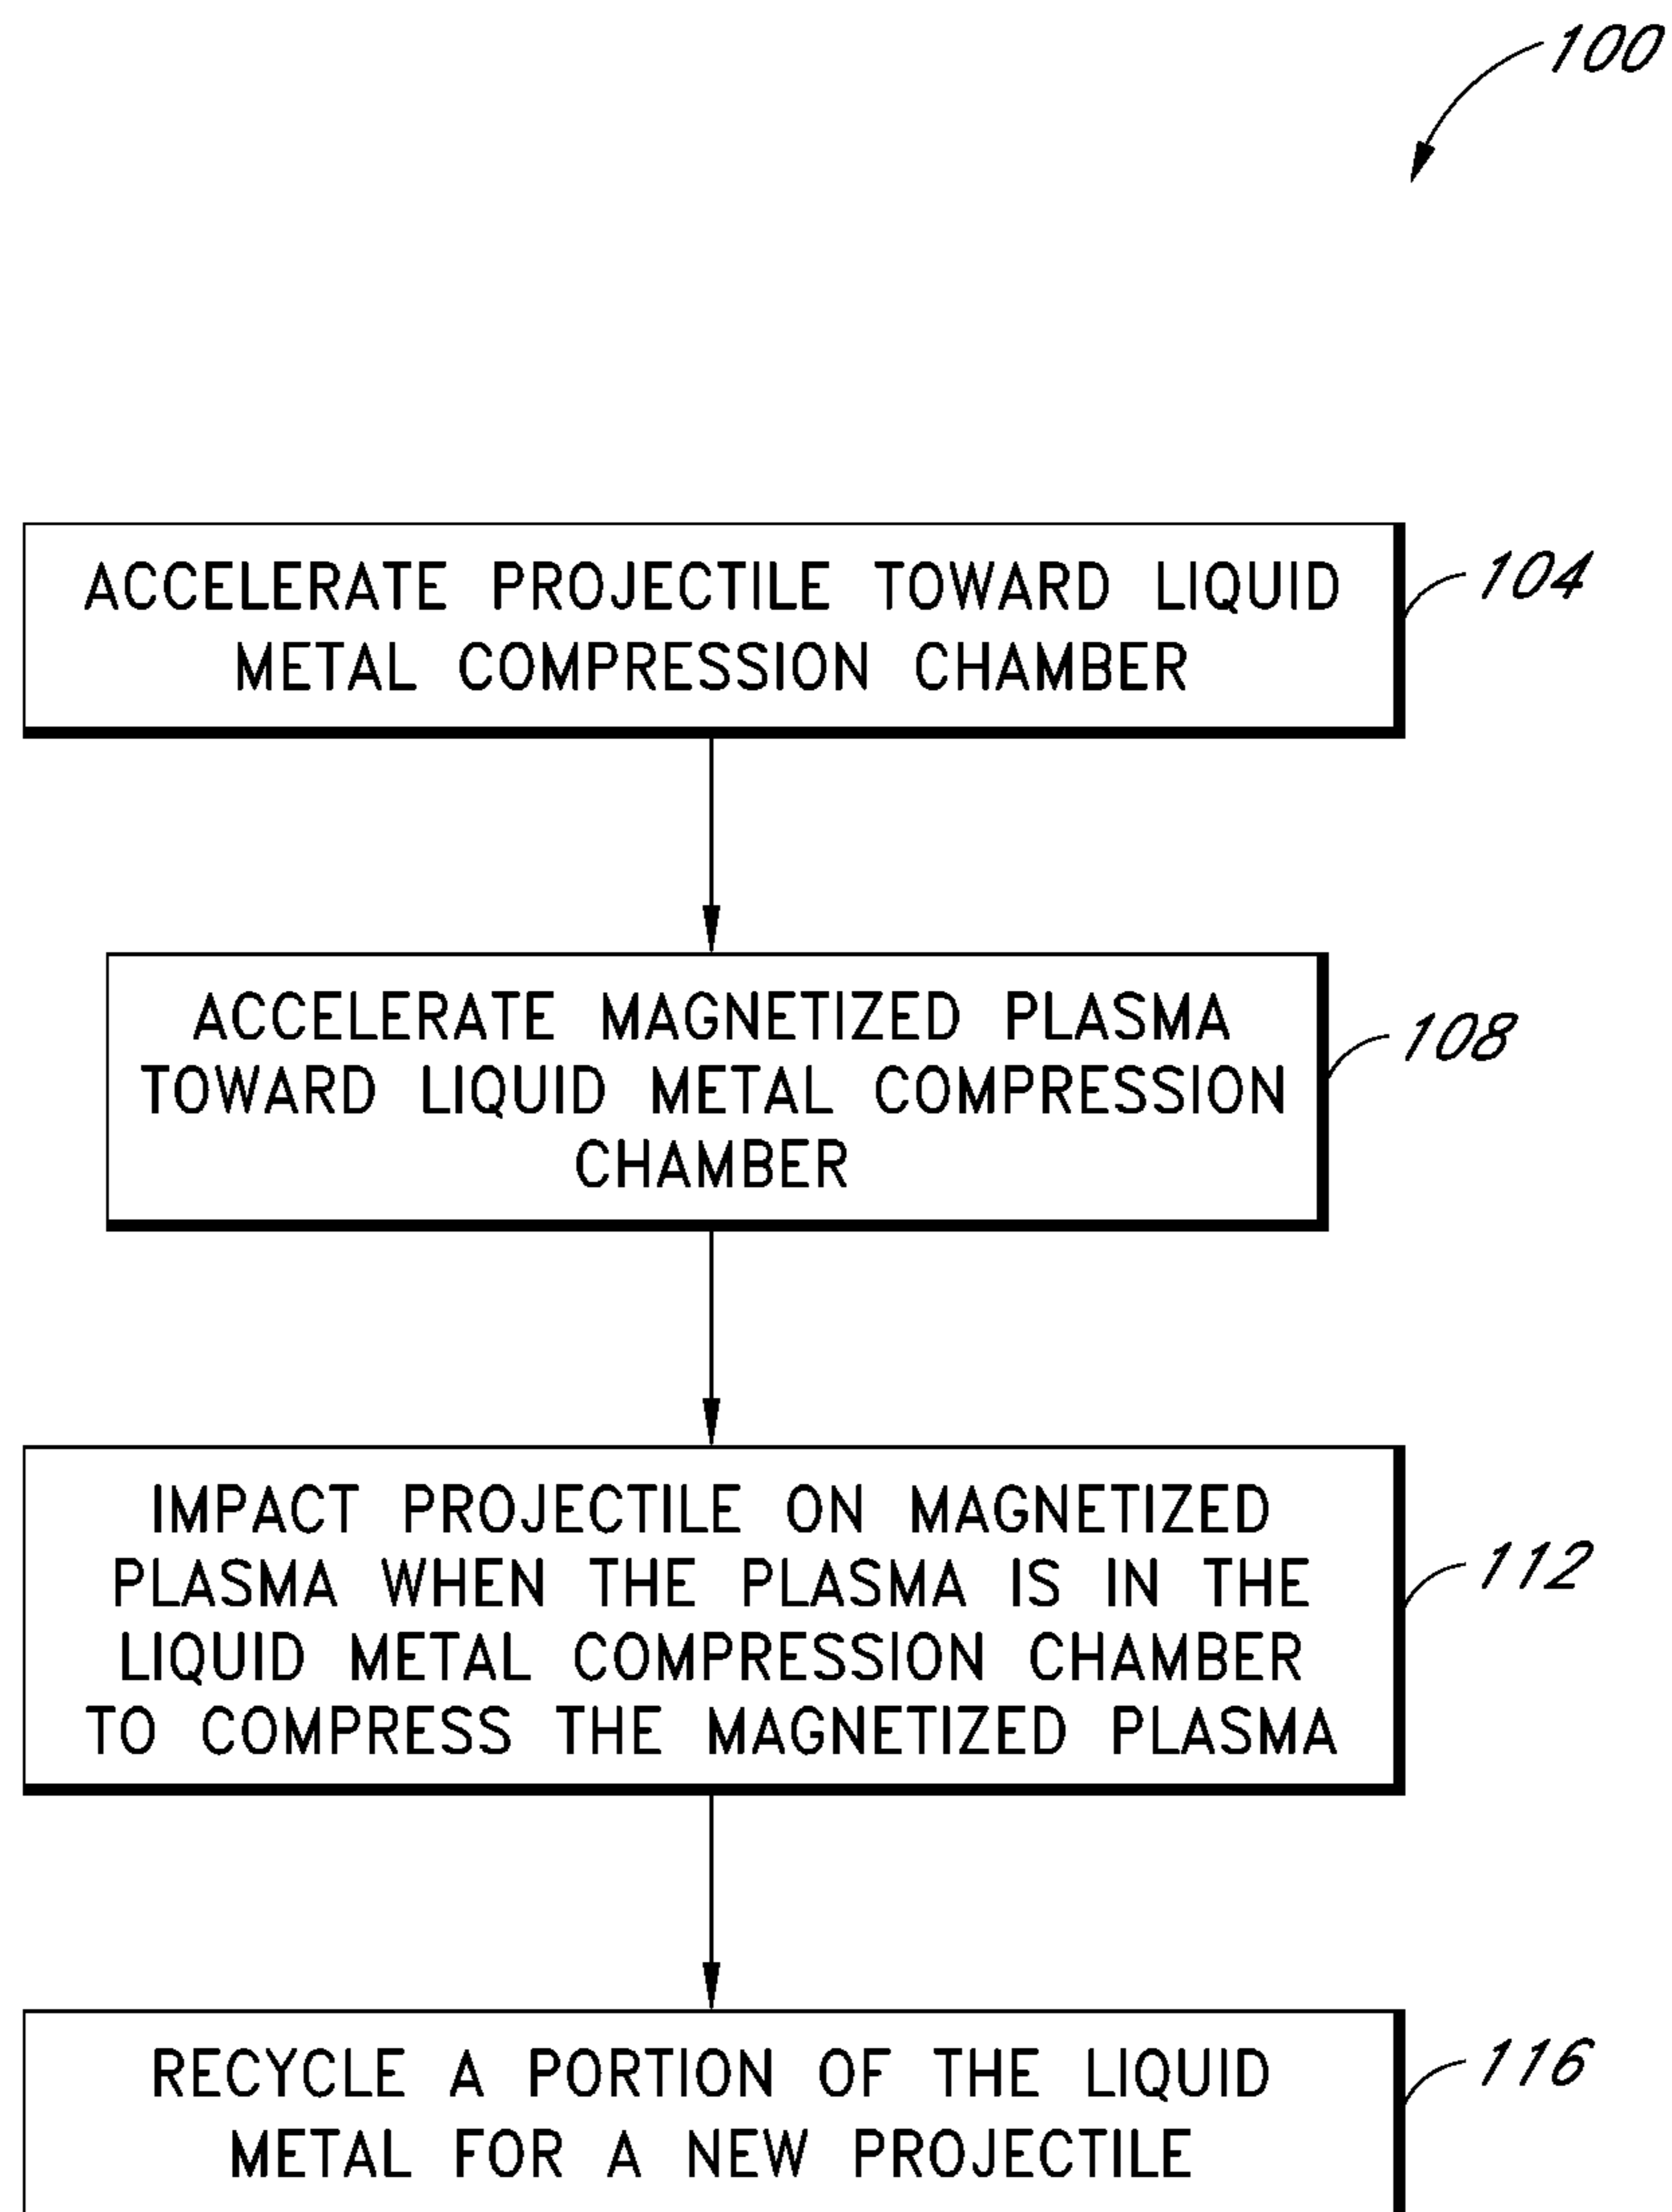 100
ACCELERATE PROJECTILE TOWARD LIQUID
METAL COMPRESSION CHAMBER
104
ACCELERATE MAGNETIZED PLASMA
TOWARD LIQUID METAL COMPRESSION
CHAMBER
108
IMPACT PROJECTILE ON MAGNETIZED
PLASMA WHEN THE PLASMA IS IN THE
LIQUID METAL COMPRESSION CHAMBER
TO COMPRESS THE MAGNETIZED PLASMA
112
RECYCLE A PORTION OF THE LIQUID
METAL FOR A NEW PROJECTILE
116